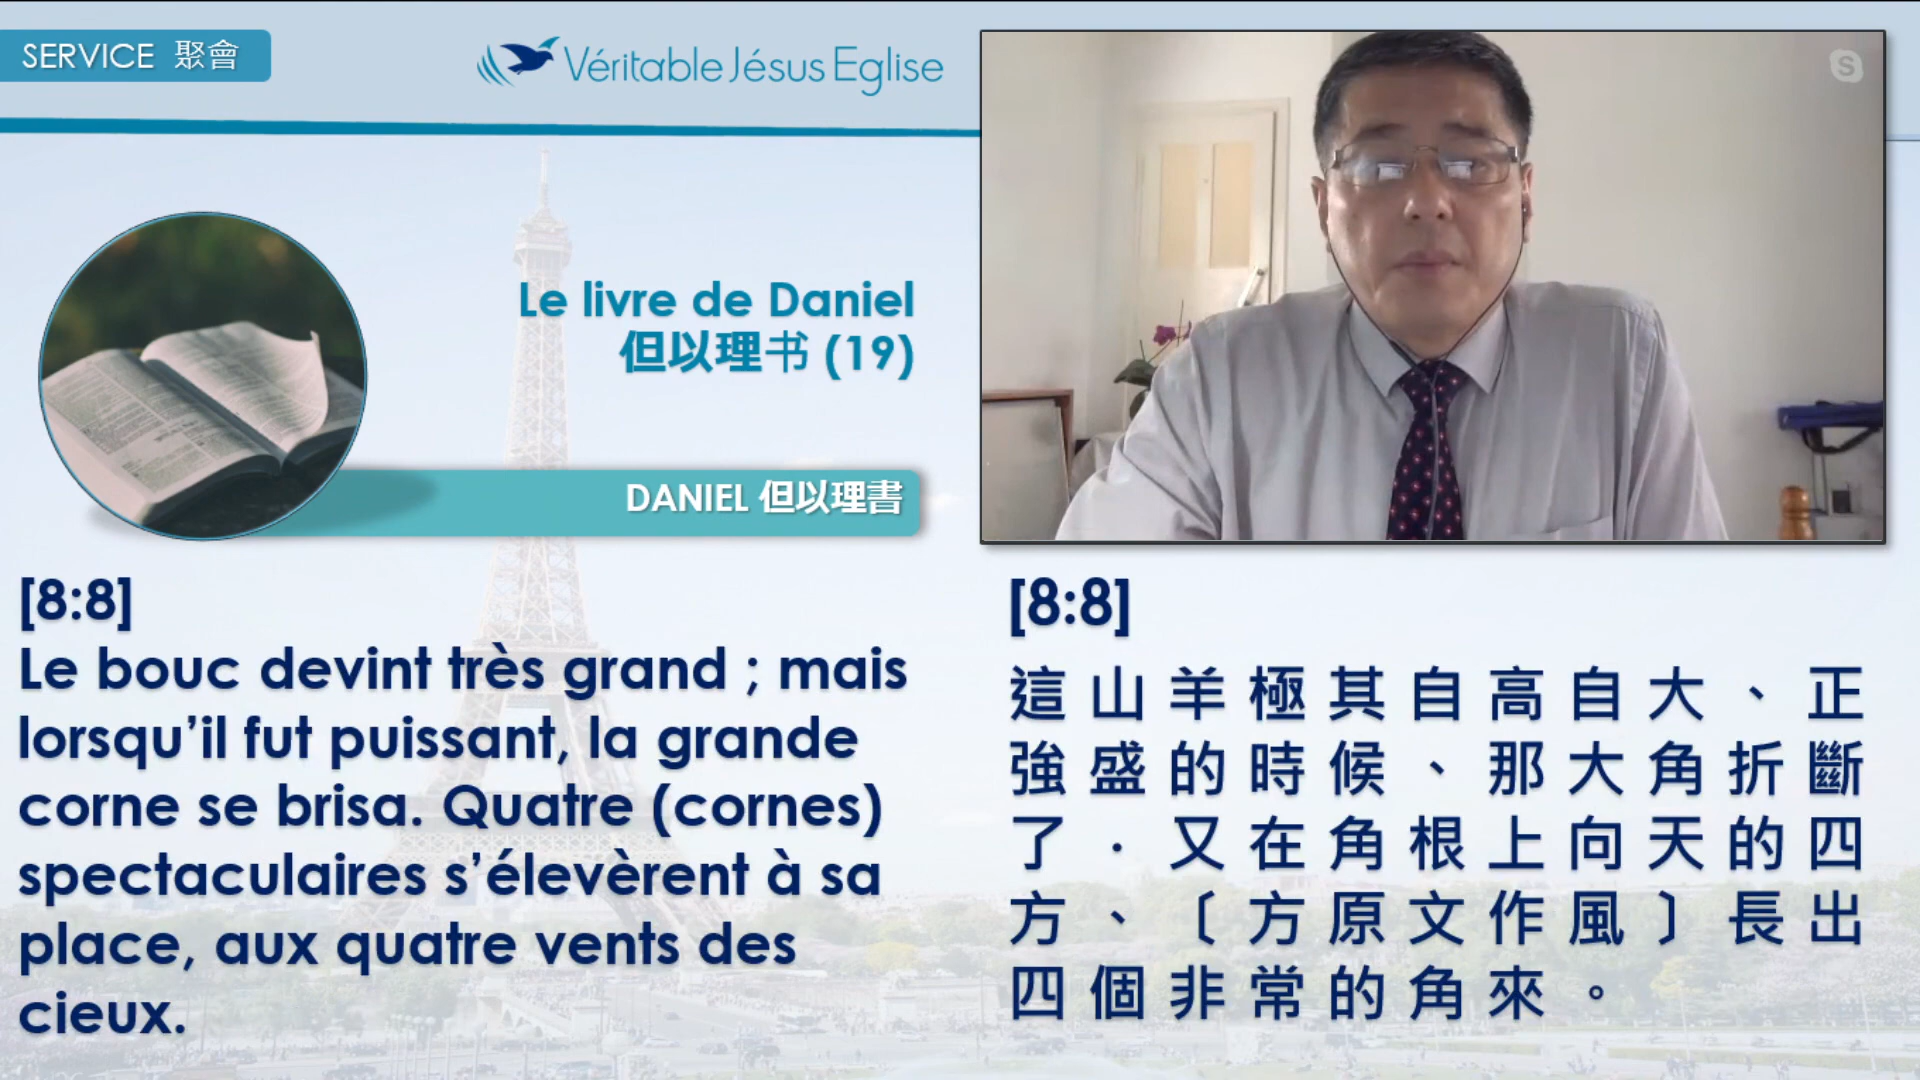 SERVICE 聚會
Véritable Jésus Eglise
Le livre de Daniel
但以理书 (19)
DANIEL 但以理書
[8:8]
Le bouc devint très grand ; mais
lorsqu’il fut puissant, la grande
corne se brisa. Quatre (cornes)
spectaculaires s’élevèrent à sa
place, aux quatre vents des
cieux.
[8:8]
這山羊極其自高自大、正
強盛的時候、那大角折斷
了．又在角根上向天的四
方、〔方原文作風〕長出
四個非常的角來。